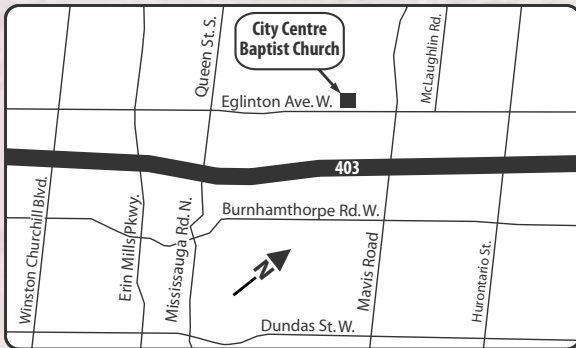 City Centre
Baptist Church
Queen St. S.
McLaughlin Rd.
Eglinton Ave. W.
403
Winston Churchill Blvd.
Erin Mills Pkwy.
Mississauga Rd. N.
Burnhamthorpe Rd. W.
Mavis Road
Hurontario St.
N
Dundas St. W.